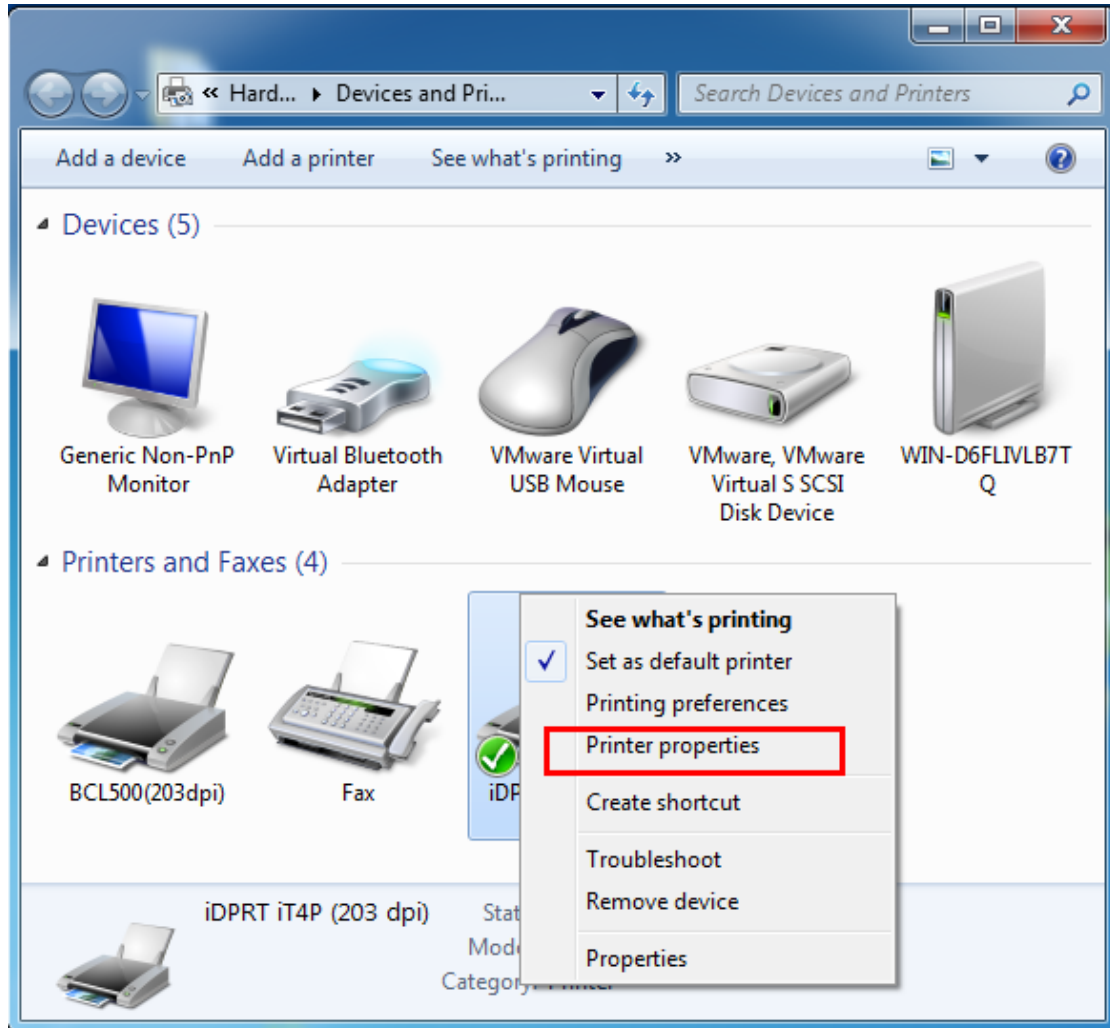 « Hard... ▸ Devices and Pri...
Search Devices and Printers
Add a device Add a printer See what's printing »
Devices (5)
Generic Non-PnP
Monitor
Virtual Bluetooth
Adapter
VMware Virtual
USB Mouse
VMware, VMware
Virtual S SCSI
Disk Device
WIN-D6FLIVLB7T
Q
Printers and Faxes (4)
BCL500(203dpi)
Fax
See what's printing
Set as default printer
Printing preferences
Printer properties
Create shortcut
Troubleshoot
Remove device
Properties
iDPRT iT4P (203 dpi)